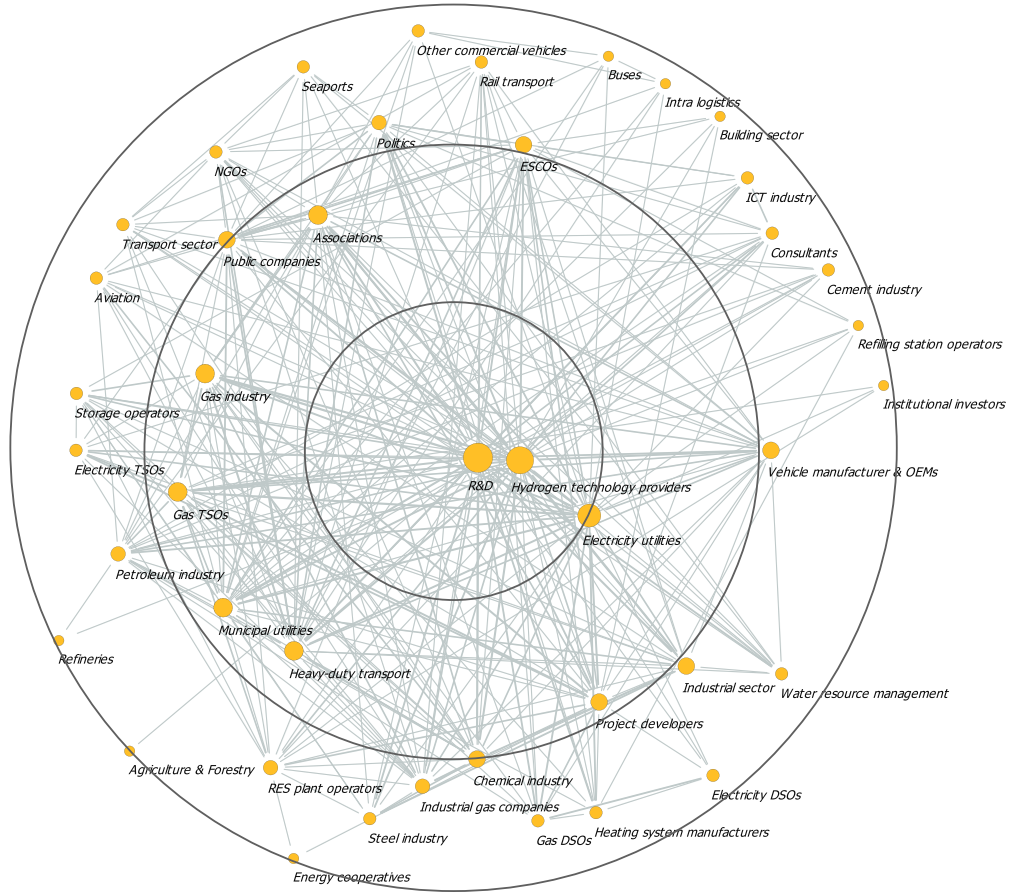 Other commercial vehicles
Buses
Rail transport
Seaports
Intra logistics
Building sector
Politics
ESCOs
NGOs
ICT industry
Associations
Transport sector
Public companies
Consultants
Cement industry
Aviation
Refilling station operators
Gas industry
Institutional investors
Storage operators
Electricity TSOs
Vehicle manufacturer & OEMs
R&D
Hydrogen technology providers
Gas TSOs
Electricity utilities
Petroleum industry
Municipal utilities
Refineries
Heavy-duty transport
Industrial sector
Water resource management
Project developers
Agriculture & Forestry
Chemical industry
RES plant operators
Electricity DSOs
Industrial gas companies
Heating system manufacturers
Steel industry
Gas DSOs
Energy cooperatives